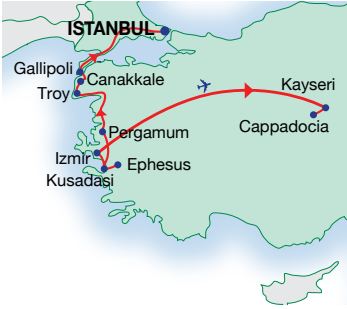 ISTANBUL
Gallipoli
Canakkale
Troy
Kayseri
Cappadocia
Pergamum
Izmir
Ephesus
Kusadasi